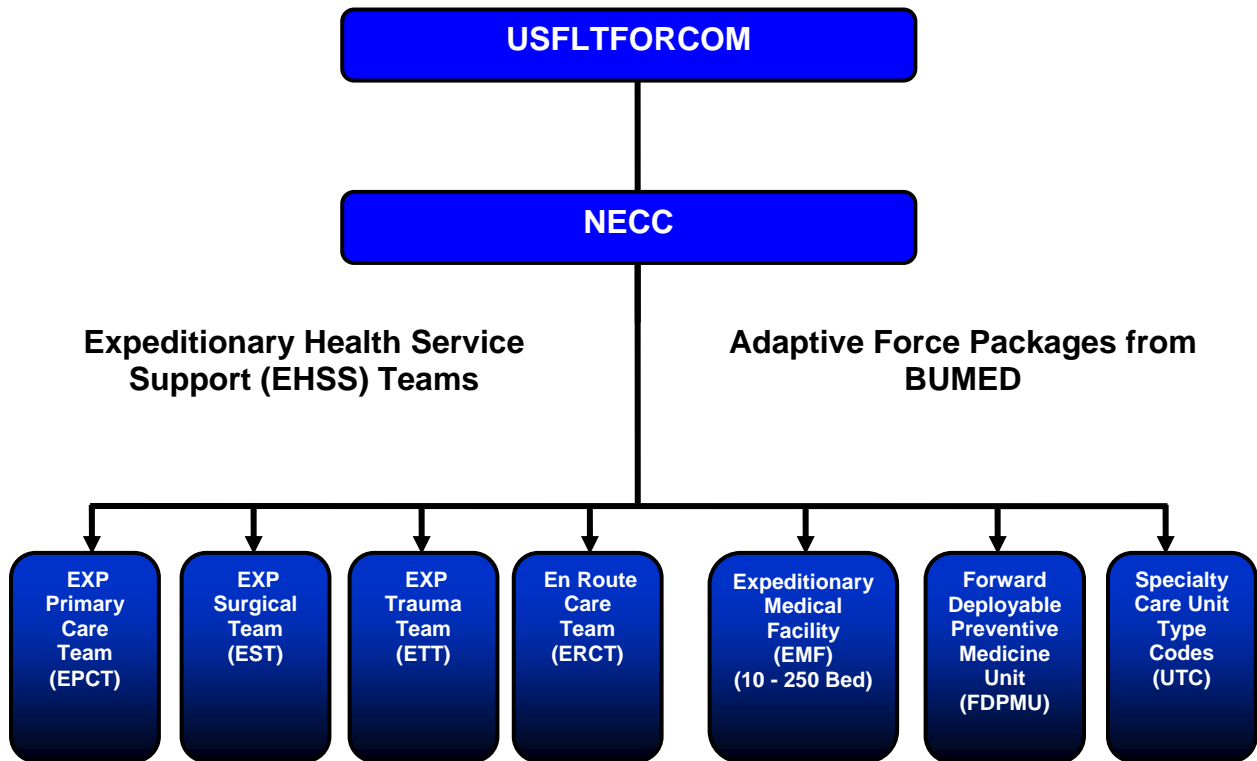 USFLTFORCOM
NECC
Expeditionary Health Service
Support (EHSS) Teams
Adaptive Force Packages from
BUMED
EXP
Primary
Care
Team
(EPCT)
EXP
Surgical
Team
(EST)
EXP
Trauma
Team
(ETT)
En Route
Care
Team
(ERCT)
Expeditionary
Medical
Facility
(EMF)
(10 - 250 Bed)
Forward
Deployable
Preventive
Medicine
Unit
(FDPMU)
Specialty
Care Unit
Type
Codes
(UTC)